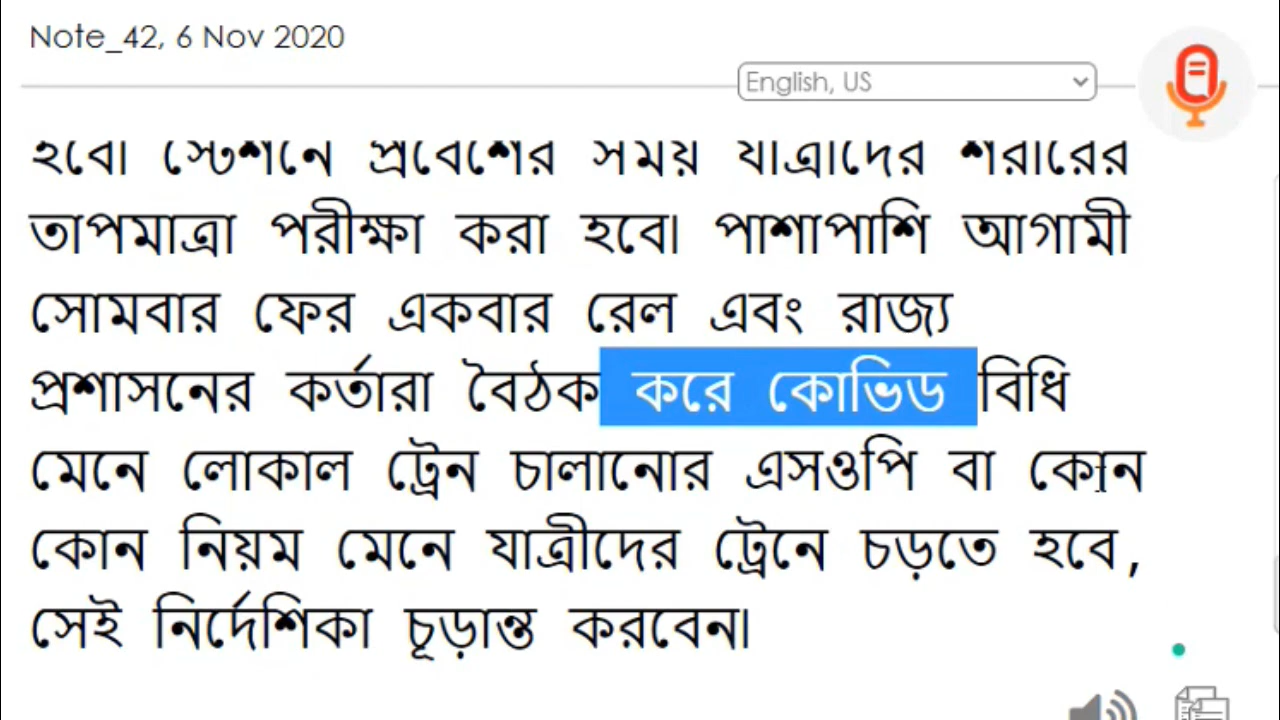 Note_42, 6 Nov 2020
English, US
হবে। স্টেশনে প্রবেশের সময় যাত্রীদের শরীরের
তাপমাত্রা পরীক্ষা করা হবে। পাশাপাশি আগামী
সোমবার ফের একবার রেল এবং রাজ্য
প্রশাসনের কর্তারা বৈঠক করে কোভিড বিধি
মেনে লোকাল ট্রেন চালানোর এসওপি বা কোন
কোন নিয়ম মেনে যাত্রীদের ট্রেনে চড়তে হবে,
সেই নির্দেশিকা চূড়ান্ত করবেন।